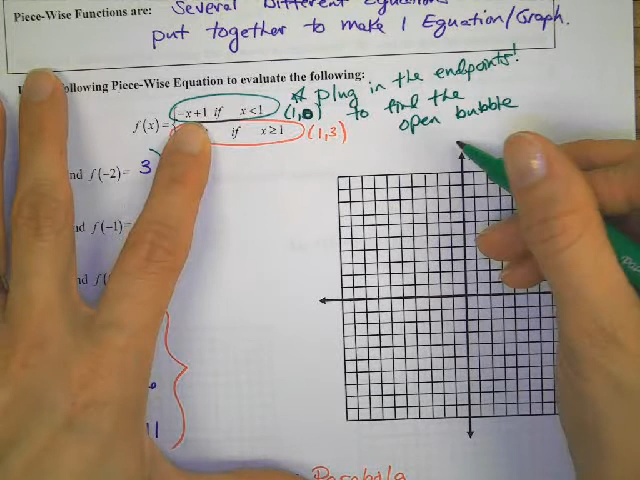 Piece-Wise Functions are: Several Different Equations
put together to make 1 Equation/Graph.
following Piece-Wise Equation to evaluate the following:
* plug in the endpoints!
f(x)= -x+1 if x<1 (1,0) to find the
open bubble
if x≥1 (1,3)
nd f(-2)= 3
nd f(-1)=
nd f(
11
Parabola